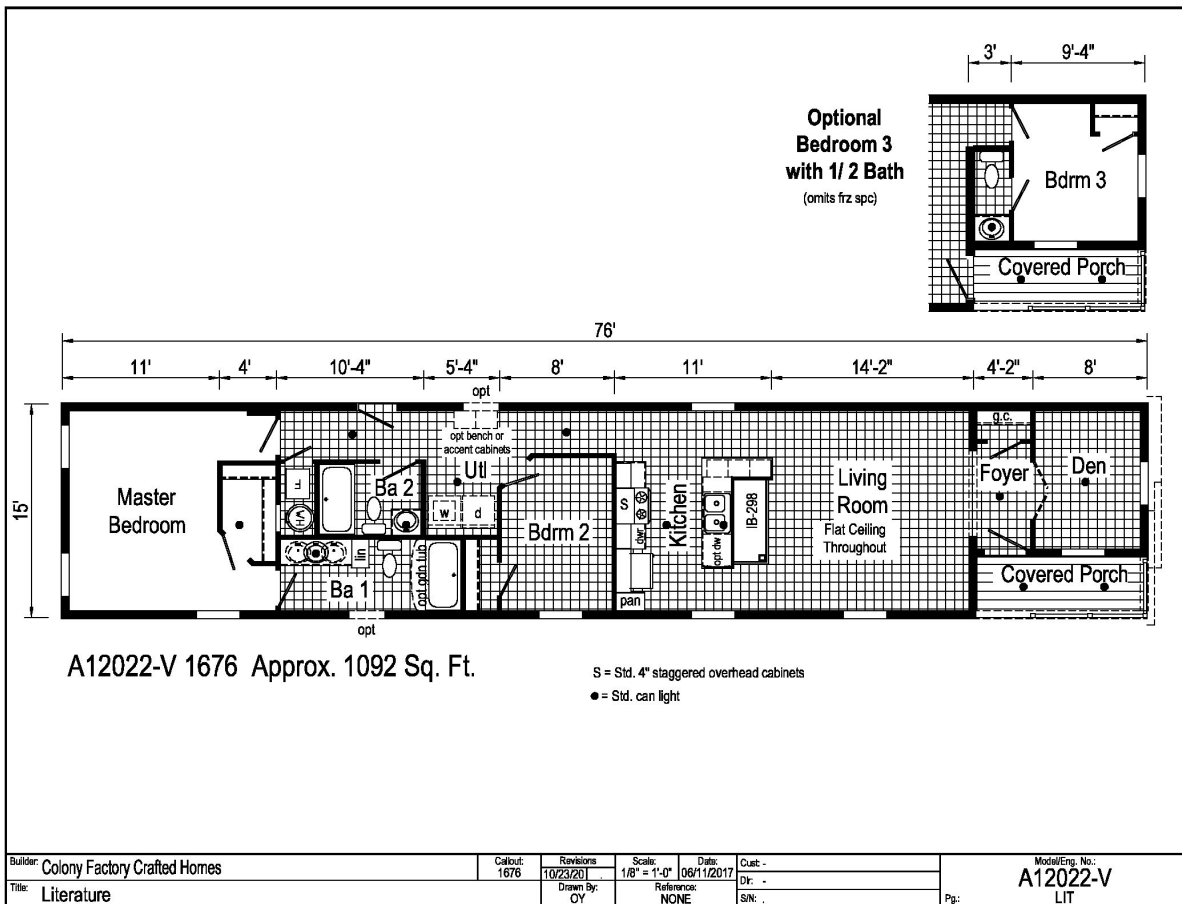 3' 9'-4"
Optional
Bedroom 3
with 1/ 2 Bath
(omits frz spc)
Bdrm 3
Covered Porch
76'
11' 4' 10'-4" 5'-4" 8' 11' 14'-2" 4'-2" 8'
opt
15'
g.c.
opt bench or
accent cabinets
Utl
Foyer
Den
Master
Bedroom
F
WH
Ba 2
w d
Bdrm 2
S
dwr
Kitchen
opt dw
IB-298
Living
Room
Flat Ceiling
Throughout
lin
Ba 1
opt gdn tub
pan
Covered Porch
opt
A12022-V 1676 Approx. 1092 Sq. Ft.
S = Std. 4" staggered overhead cabinets
● = Std. can light
Builder: Colony Factory Crafted Homes
Title: Literature
Callout:
1676
Revisions
10/23/20
Drawn By:
OY
Scale:
1/8" = 1'-0"
Date:
06/11/2017
Reference:
NONE
Cust: -
Dlr: -
S/N: .
Model/Eng. No.:
A12022-V
Pg.: LIT